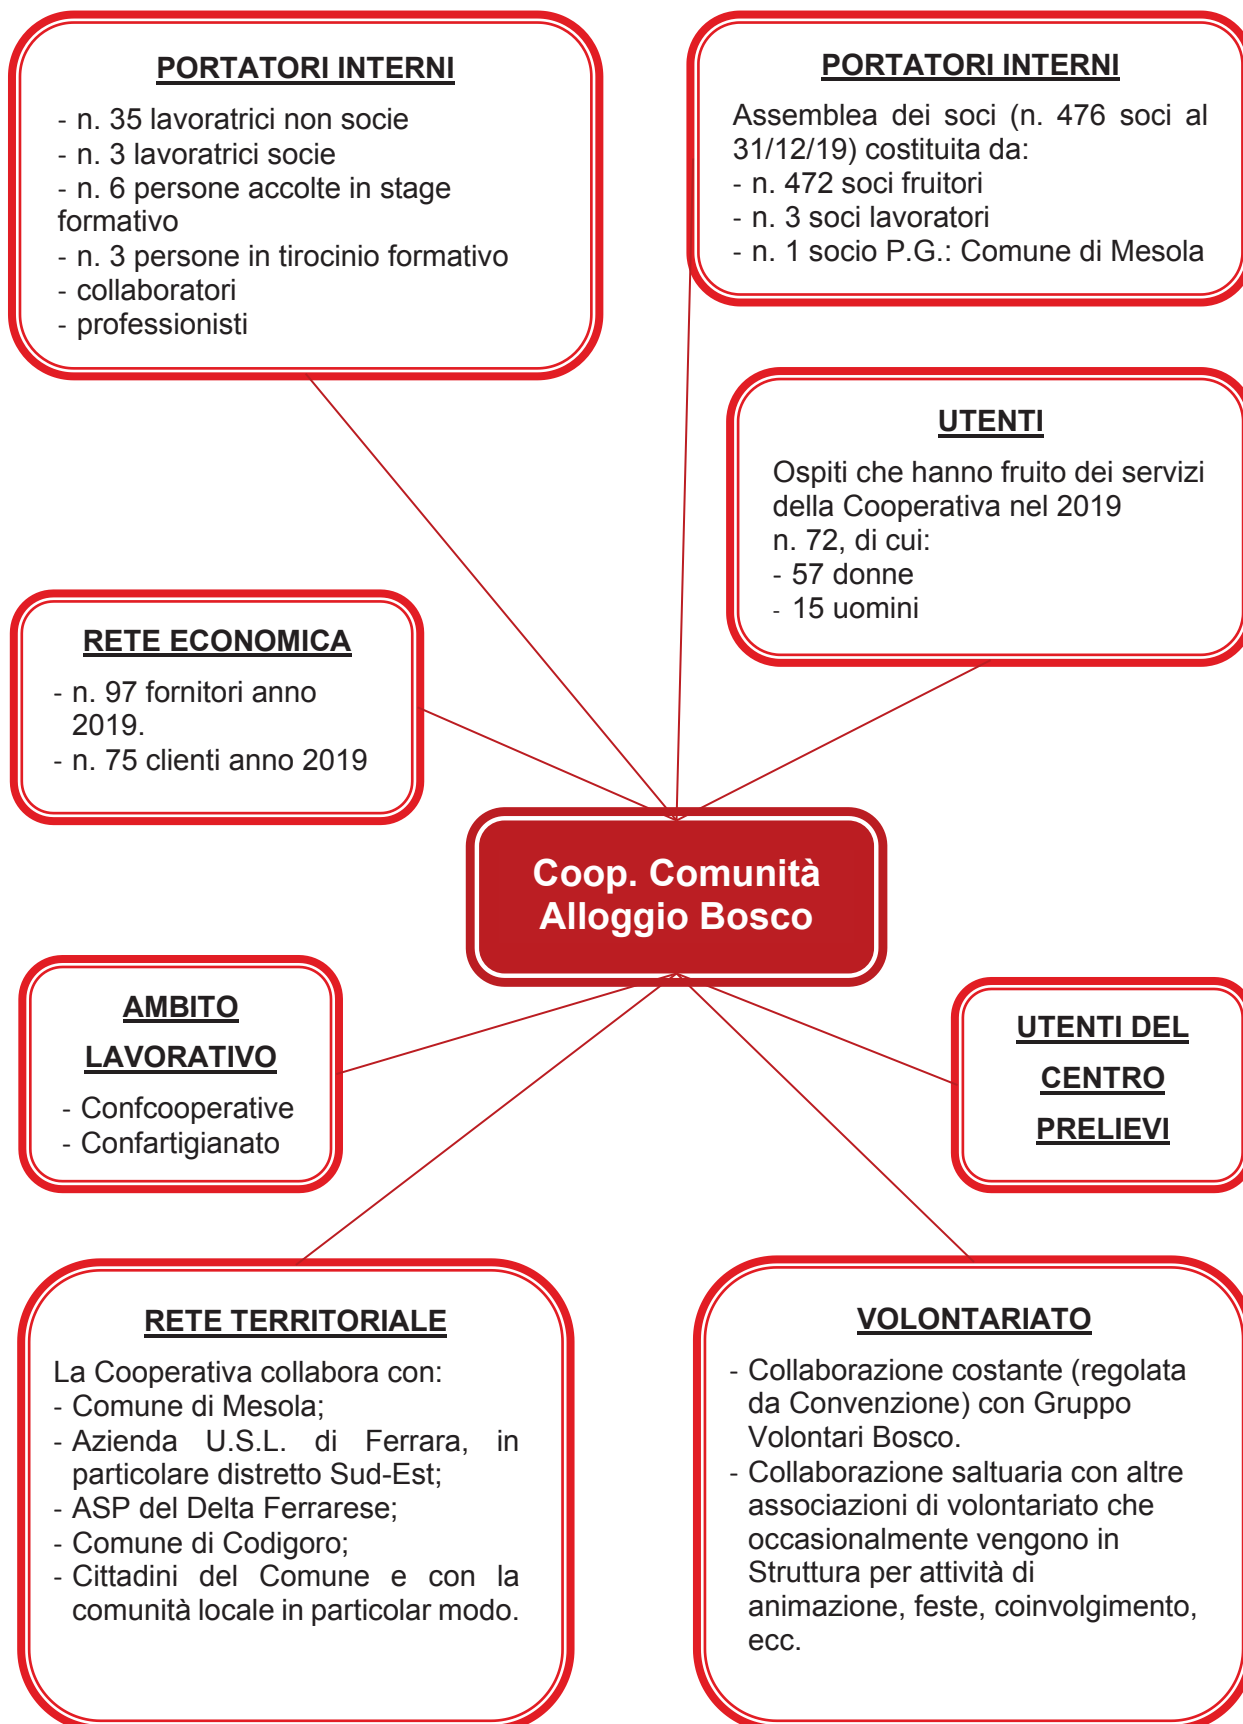 PORTATORI INTERNI
- n. 35 lavoratrici non socie
- n. 3 lavoratrici socie
- n. 6 persone accolte in stage
formativo
- n. 3 persone in tirocinio formativo
- collaboratori
- professionisti
PORTATORI INTERNI
Assemblea dei soci (n. 476 soci al
31/12/19) costituita da:
- n. 472 soci fruitori
- n. 3 soci lavoratori
- n. 1 socio P.G.: Comune di Mesola
UTENTI
Ospiti che hanno fruito dei servizi
della Cooperativa nel 2019
n. 72, di cui:
- 57 donne
- 15 uomini
RETE ECONOMICA
- n. 97 fornitori anno
2019.
- n. 75 clienti anno 2019
Coop. Comunità
Alloggio Bosco
AMBITO
LAVORATIVO
- Confcooperative
- Confartigianato
UTENTI DEL
CENTRO
PRELIEVI
RETE TERRITORIALE
La Cooperativa collabora con:
- Comune di Mesola;
- Azienda U.S.L. di Ferrara, in
particolare distretto Sud-Est;
- ASP del Delta Ferrarese;
- Comune di Codigoro;
- Cittadini del Comune e con la
comunità locale in particolar modo.
VOLONTARIATO
- Collaborazione costante (regolata
da Convenzione) con Gruppo
Volontari Bosco.
- Collaborazione saltuaria con altre
associazioni di volontariato che
occasionalmente vengono in
Struttura per attività di
animazione, feste, coinvolgimento,
ecc.